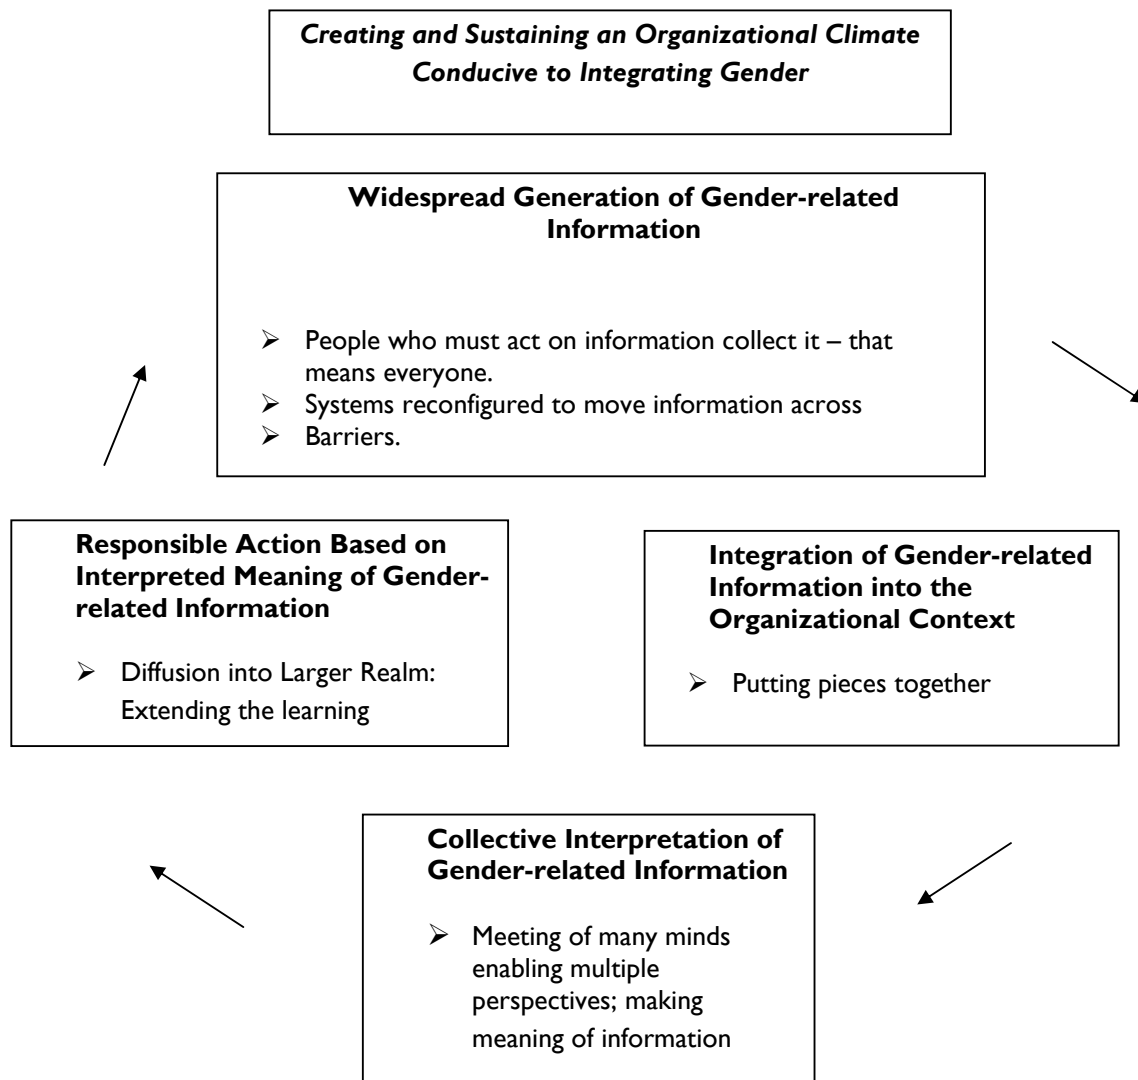 Creating and Sustaining an Organizational Climate
Conducive to Integrating Gender
Widespread Generation of Gender-related
Information
➢ People who must act on information collect it – that
means everyone.
➢ Systems reconfigured to move information across
➢ Barriers.
Responsible Action Based on
Interpreted Meaning of Gender-
related Information
➢ Diffusion into Larger Realm:
Extending the learning
Integration of Gender-related
Information into the
Organizational Context
➢ Putting pieces together
Collective Interpretation of
Gender-related Information
➢ Meeting of many minds
enabling multiple
perspectives; making
meaning of information